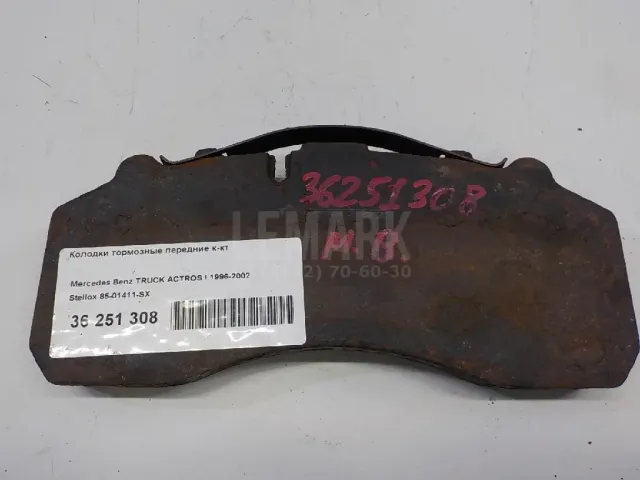 36251308
LEMARK
М В
2) 70-60-30
Колодки тормозные передние к-кт
Mercedes Benz TRUCK ACTROS I 1996-2002
Stellox 85-01411-SX
36 251 308